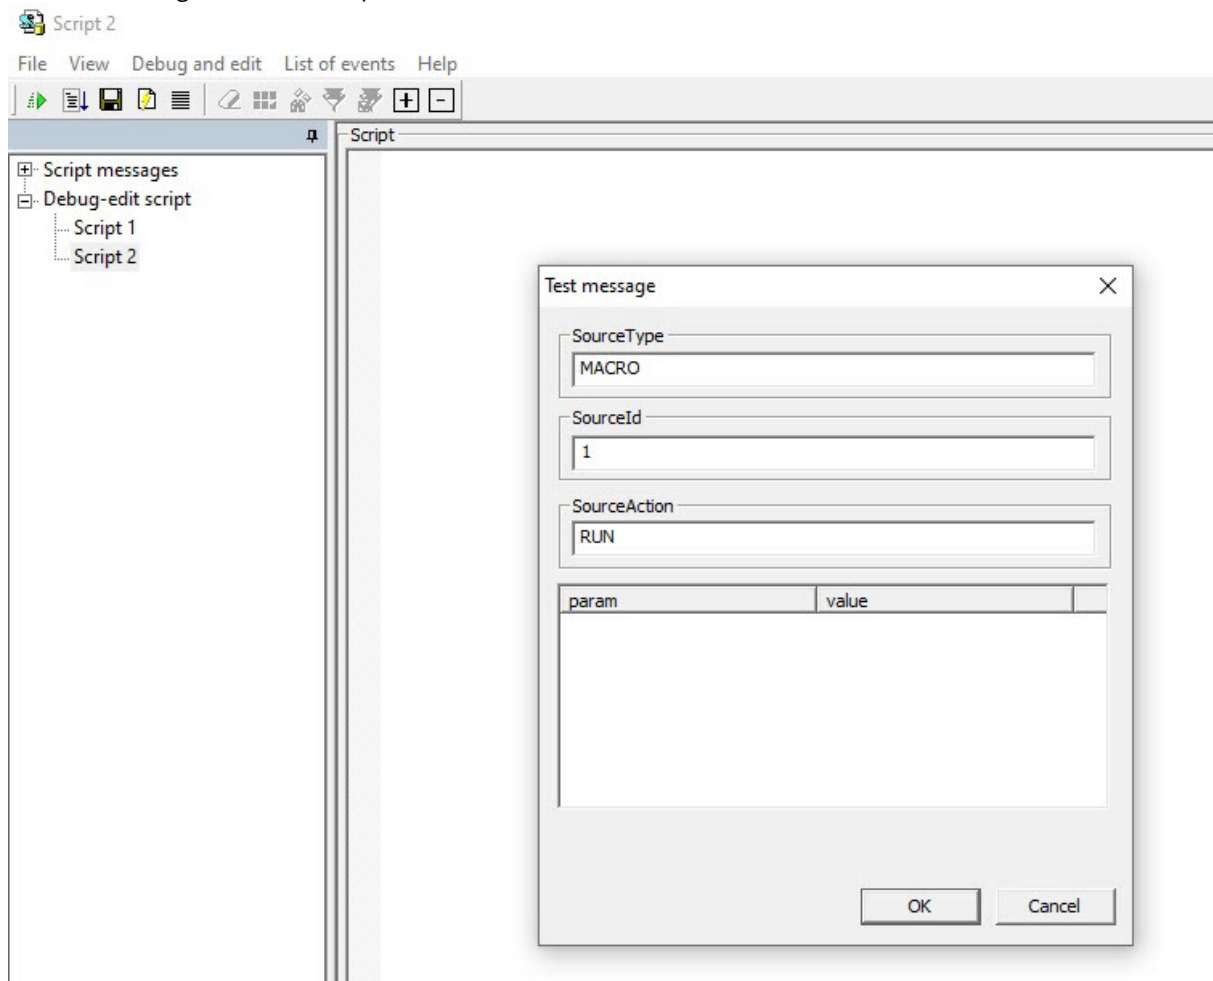 Script 2
File View Debug and edit List of events Help
Script
Script messages
Debug-edit script
Script 1
Script 2
Test message
SourceType
MACRO
SourceId
1
SourceAction
RUN
param value
OK Cancel